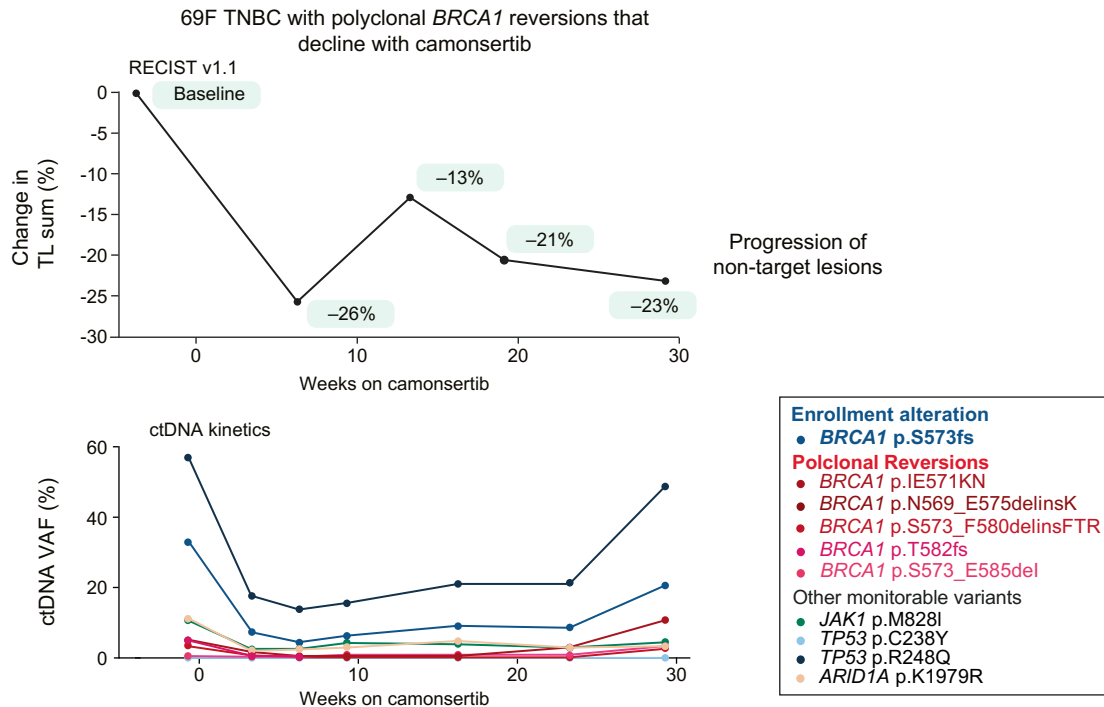 69F TNBC with polyclonal BRCA1 reversions that
decline with camonsertib
RECIST v1.1
Baseline
0
-5
-10
-15
-20
-25
-30
Change in
TL sum (%)
–13%
–21%
–26%
–23%
Progression of
non-target lesions
0
10
20
30
Weeks on camonsertib
ctDNA kinetics
60
40
20
0
ctDNA VAF (%)
0
10
20
30
Weeks on camonsertib
Enrollment alteration
BRCA1 p.S573fs
Polclonal Reversions
BRCA1 p.IE571KN
BRCA1 p.N569_E575delinsK
BRCA1 p.S573_F580delinsFTR
BRCA1 p.T582fs
BRCA1 p.S573_E585del
Other monitorable variants
JAK1 p.M828I
TP53 p.C238Y
TP53 p.R248Q
ARID1A p.K1979R